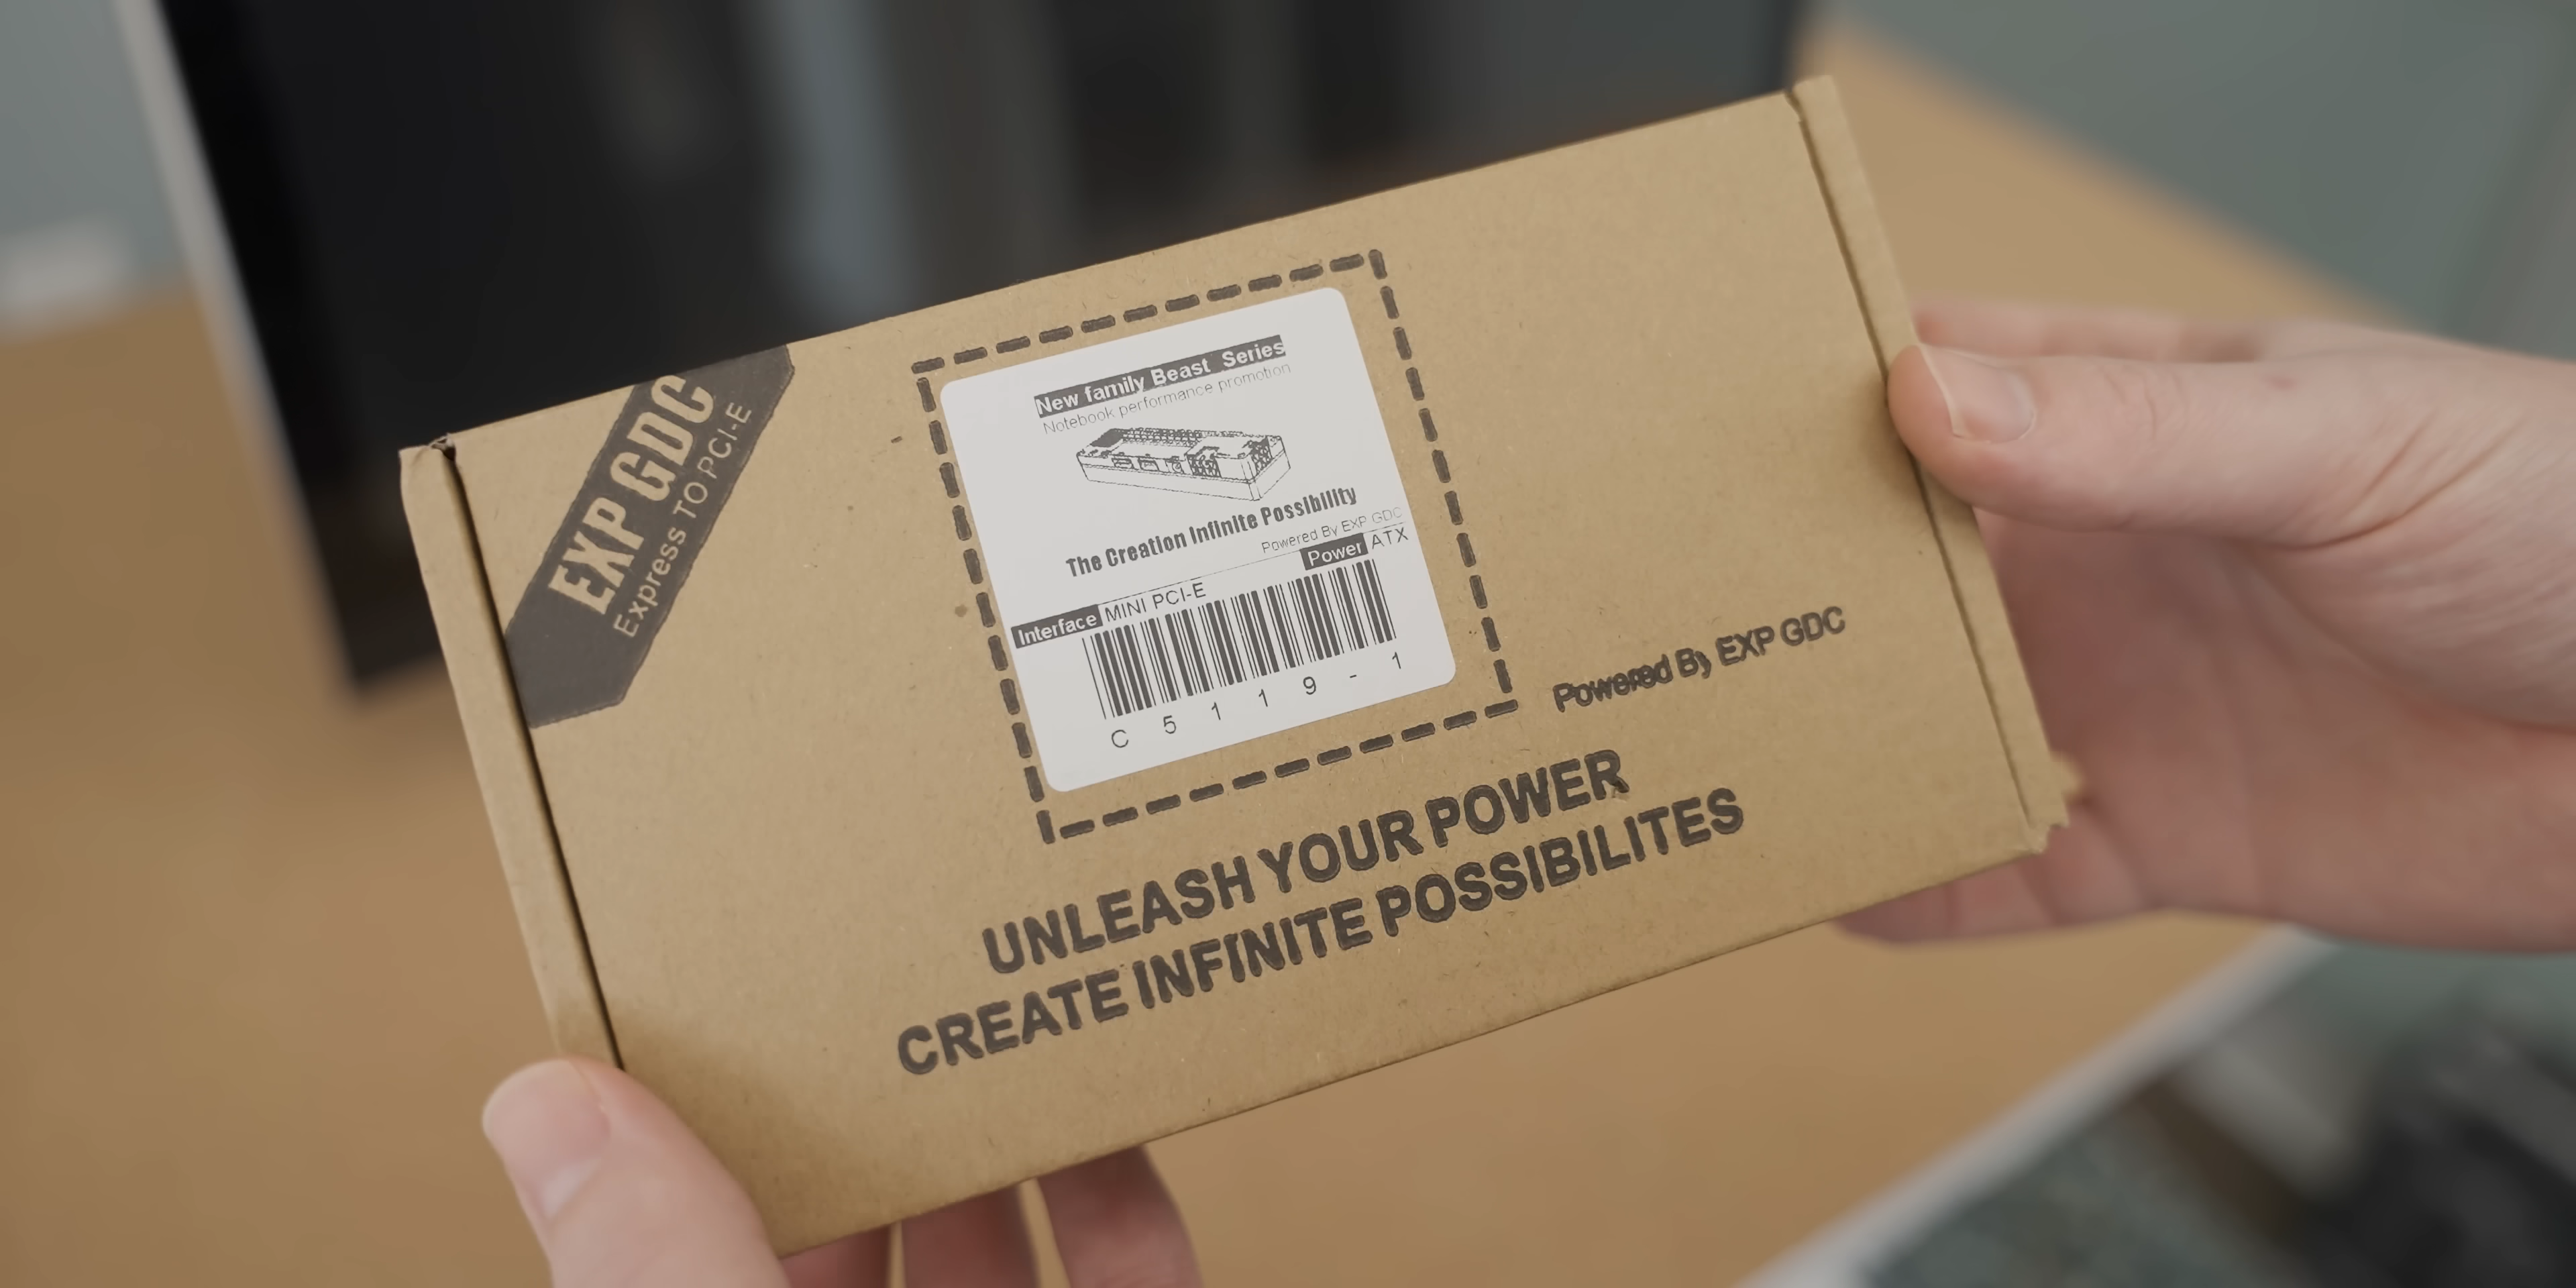 EXP GDC
Express TO PCI-E
New family Beast Series
Notebook performance promotion
The Creation Infinite Possibility
Powered By EXP GDC
Power ATX
Interface MINI PCI-E
C 5 1 1 9 - 1
Powered By EXP GDC
UNLEASH YOUR POWER
CREATE INFINITE POSSIBILITES